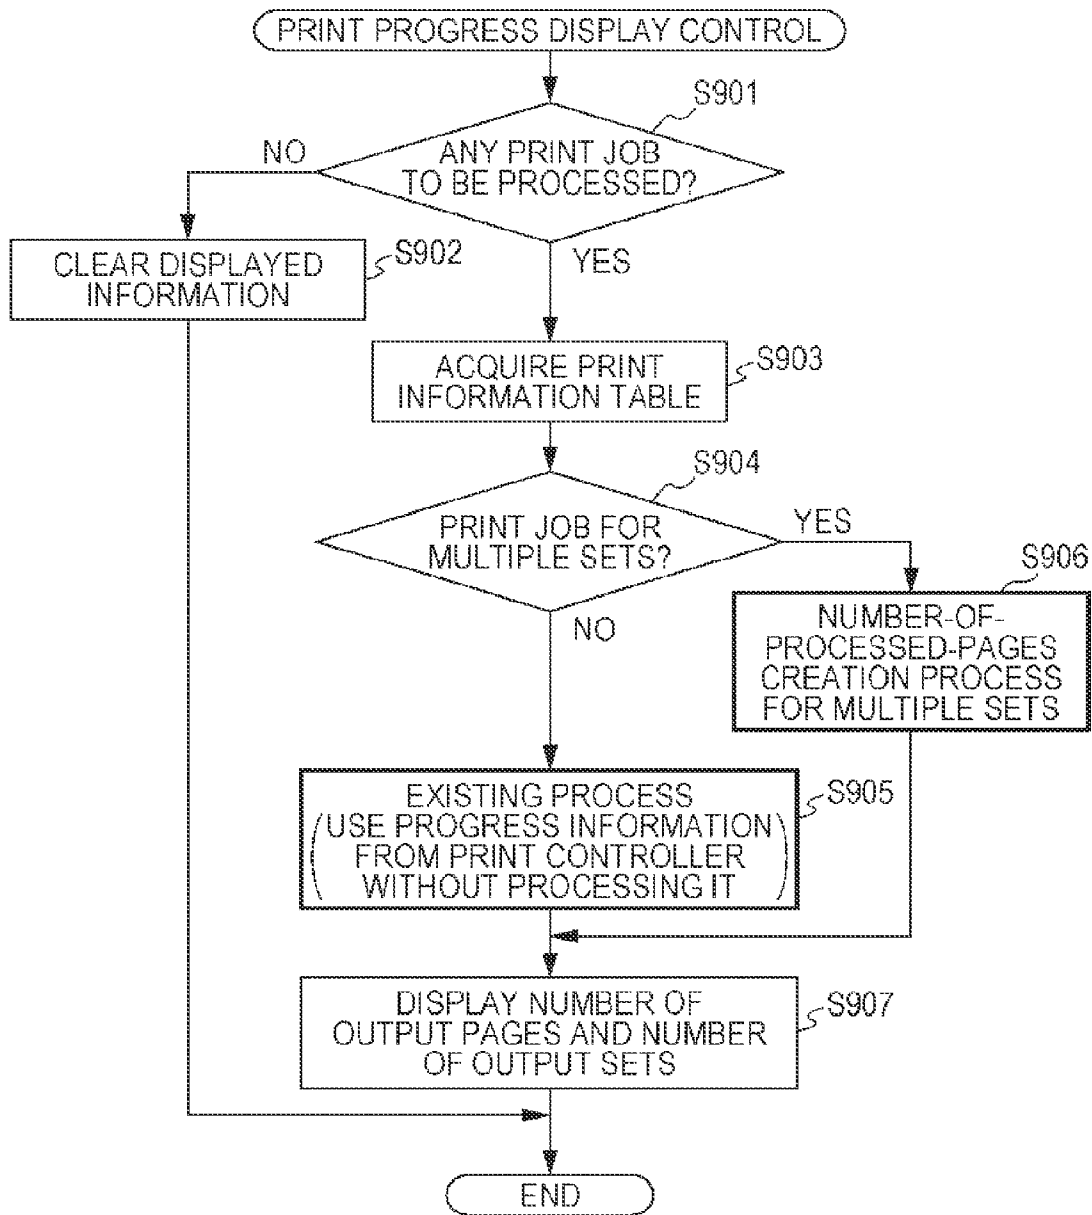 PRINT PROGRESS DISPLAY CONTROL
S901
NO
ANY PRINT JOB
TO BE PROCESSED?
CLEAR DISPLAYED
INFORMATION
S902
YES
ACQUIRE PRINT
INFORMATION TABLE
S903
S904
PRINT JOB FOR
MULTIPLE SETS?
YES
S906
NO
NUMBER-OF-
PROCESSED-PAGES
CREATION PROCESS
FOR MULTIPLE SETS
EXISTING PROCESS
(USE PROGRESS INFORMATION
FROM PRINT CONTROLLER
WITHOUT PROCESSING IT)
S905
DISPLAY NUMBER OF
OUTPUT PAGES AND NUMBER
OF OUTPUT SETS
S907
END